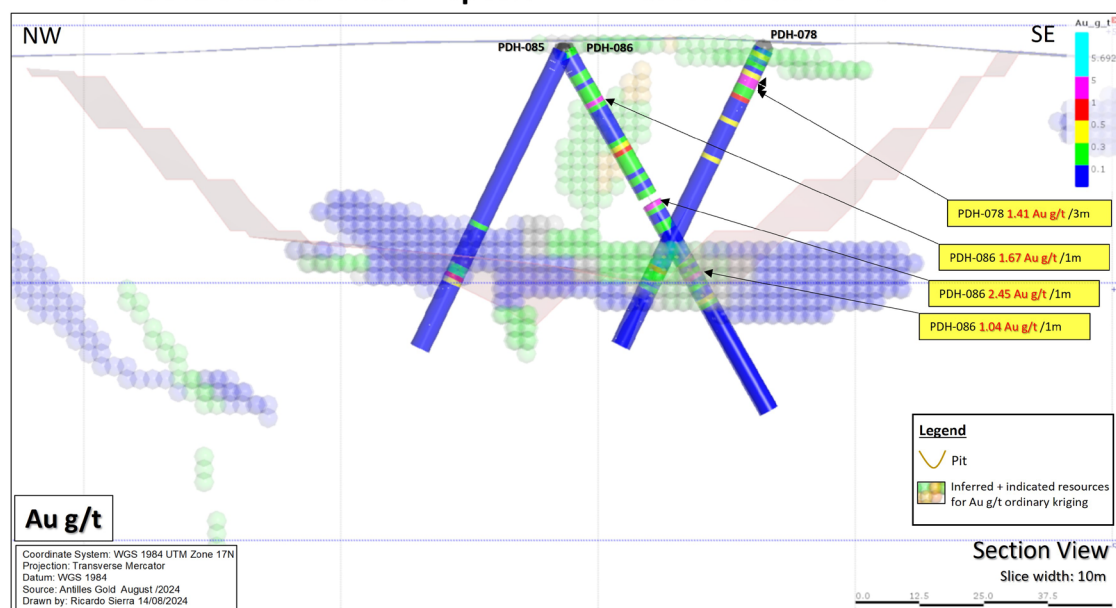 NW
PDH-085
PDH-086
PDH-078
SE
Au_g_t
5.692
5
1
0.5
0.3
0.1
PDH-078 1.41 Au g/t /3m
PDH-086 1.67 Au g/t /1m
PDH-086 2.45 Au g/t /1m
PDH-086 1.04 Au g/t /1m
Legend
Pit
Inferred + indicated resources
for Au g/t ordinary kriging
Au g/t
Coordinate System: WGS 1984 UTM Zone 17N
Projection: Transverse Mercator
Datum: WGS 1984
Source: Antilles Gold August /2024
Drawn by: Ricardo Sierra 14/08/2024
Section View
Slice width: 10m
0.0 12.5 25.0 37.5